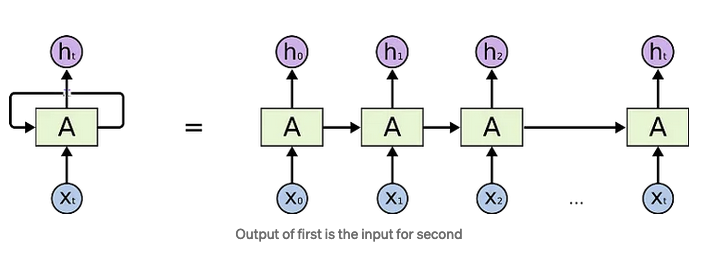 hₜ h₀ h₁ h₂ hₜ
A = A A A A
xₜ x₀ x₁ x₂ ... xₜ
Output of first is the input for second